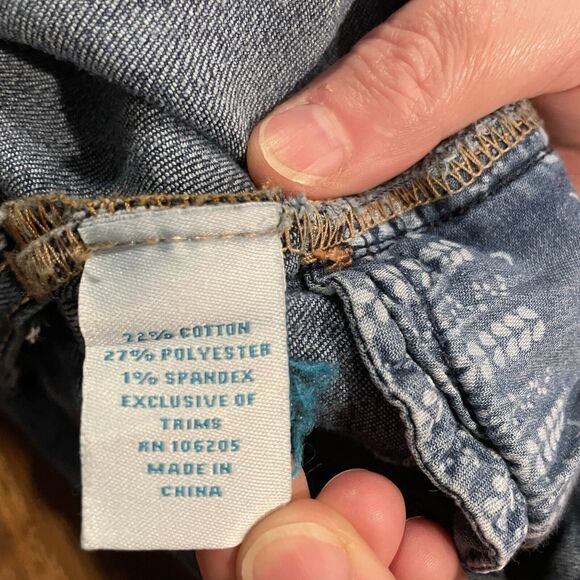 72% COTTON
27% POLYESTER
1% SPANDEX
EXCLUSIVE OF
TRIMS
RN 106205
MADE IN
CHINA